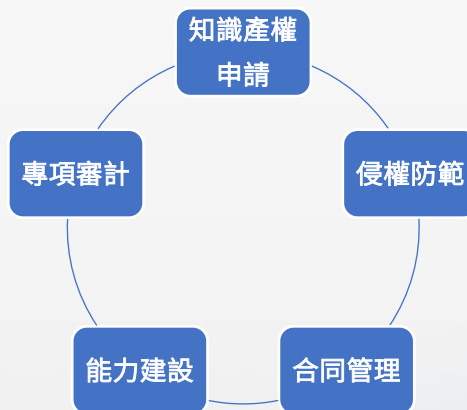 知識產權
申請
專項審計
侵權防範
能力建設
合同管理